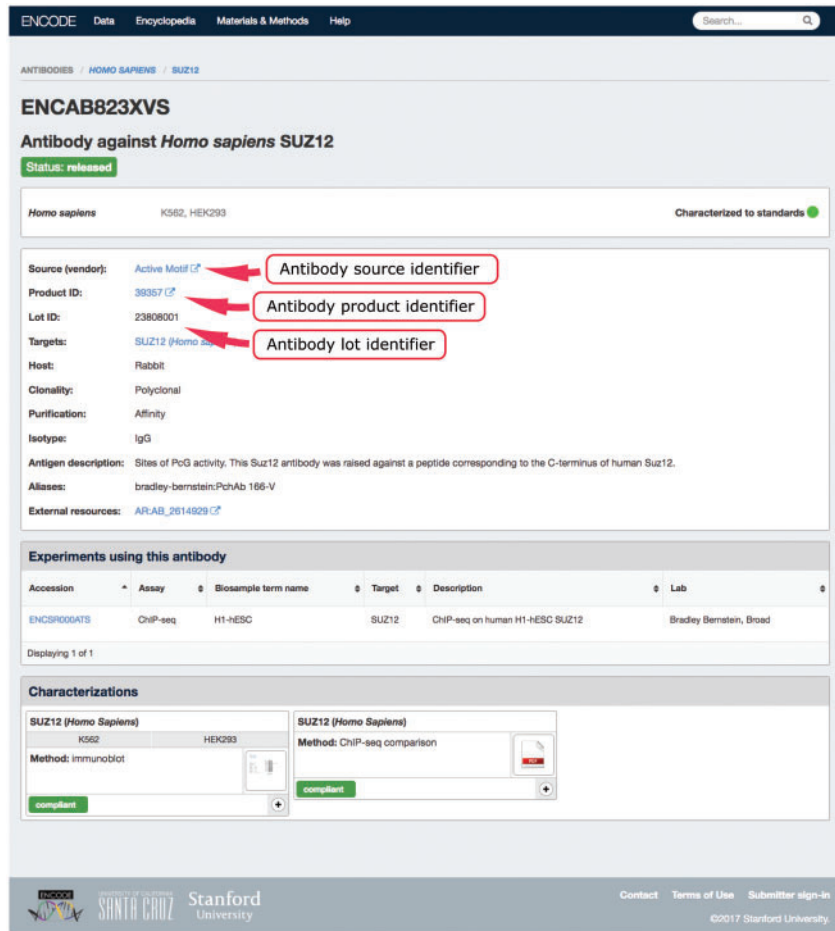 ENCODE Data Encyclopedia Materials & Methods Help Search...
ANTIBODIES / HOMO SAPIENS / SUZ12
ENCAB823XVS
Antibody against Homo sapiens SUZ12
Status: released
Homo sapiens K562, HEK293 Characterized to standards
Source (vendor): Active Motif Antibody source identifier
Product ID: 39357 Antibody product identifier
Lot ID: 23808001
Targets: SUZ12 (Homo Antibody lot identifier
Host: Rabbit
Clonality: Polyclonal
Purification: Affinity
Isotype: IgG
Antigen description: Sites of PcG activity. This Suz12 antibody was raised against a peptide corresponding to the C-terminus of human Suz12.
Aliases: bradley-bernstein:PchAb 166-V
External resources: AR:AB_2614929
Experiments using this antibody
Accession Assay Biosample term name Target Description Lab
ENCSR000ATS ChIP-seq H1-hESC SUZ12 ChIP-seq on human H1-hESC SUZ12 Bradley Bernstein, Broad
Displaying 1 of 1
Characterizations
SUZ12 (Homo Sapiens) SUZ12 (Homo Sapiens)
K562 HEK293
Method: immunoblot Method: ChIP-seq comparison
PDF
compliant compliant
ENCODE UNIVERSITY OF CALIFORNIA SANTA CRUZ Stanford University
Contact Terms of Use Submitter sign-in
©2017 Stanford University.